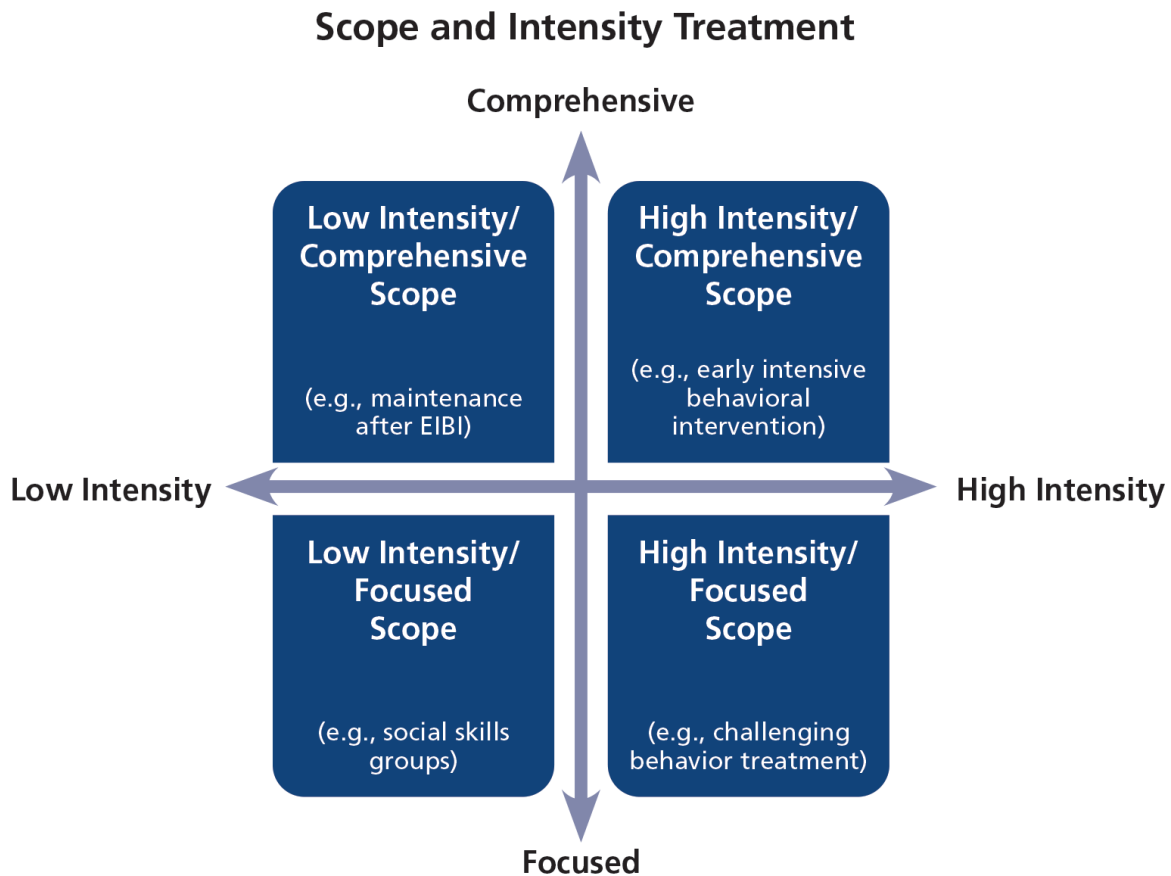 Scope and Intensity Treatment
Comprehensive
Low Intensity/
Comprehensive
Scope
(e.g., maintenance
after EIBI)
High Intensity/
Comprehensive
Scope
(e.g., early intensive
behavioral
intervention)
Low Intensity
High Intensity
Low Intensity/
Focused
Scope
(e.g., social skills
groups)
High Intensity/
Focused
Scope
(e.g., challenging
behavior treatment)
Focused